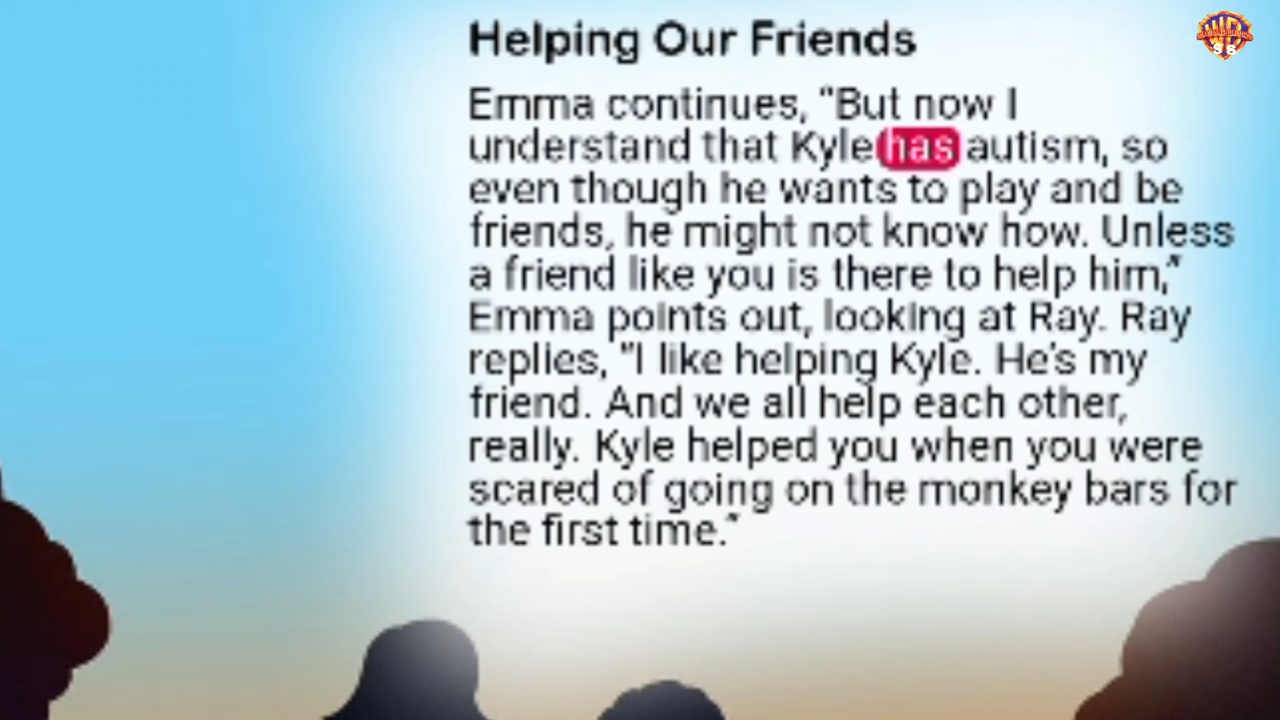 Helping Our Friends
Emma continues, “But now I
understand that Kyle has autism, so
even though he wants to play and be
friends, he might not know how. Unless
a friend like you is there to help him,”
Emma points out, looking at Ray. Ray
replies, “I like helping Kyle. He's my
friend. And we all help each other,
really. Kyle helped you when you were
scared of going on the monkey bars for
the first time.”